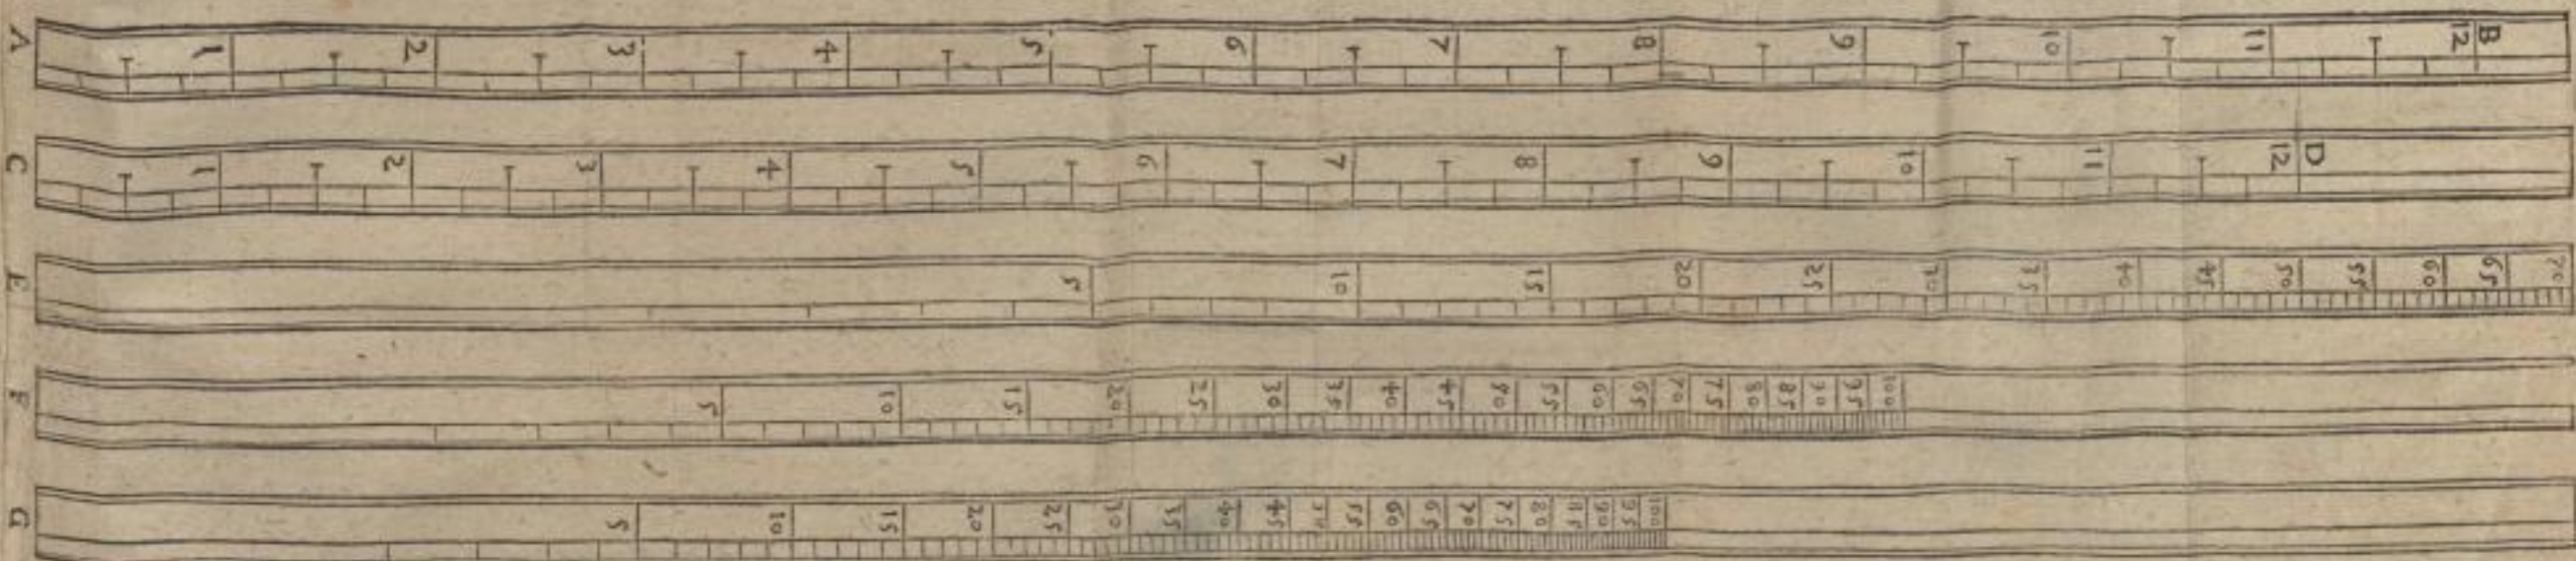 A 1 2 3 4 5 6 7 8 9 10 11 12 B
C 1 2 3 4 5 6 7 8 9 10 11 12 D
E 5 10 15 20 25 30 35 40 45 50 55 60 65 70
F 5 10 15 20 25 30 35 40 45 50 55 60 65 70 75 80 85 90 95 100
G 5 10 15 20 25 30 35 40 45 50 55 60 65 70 75 80 85 90 95 100